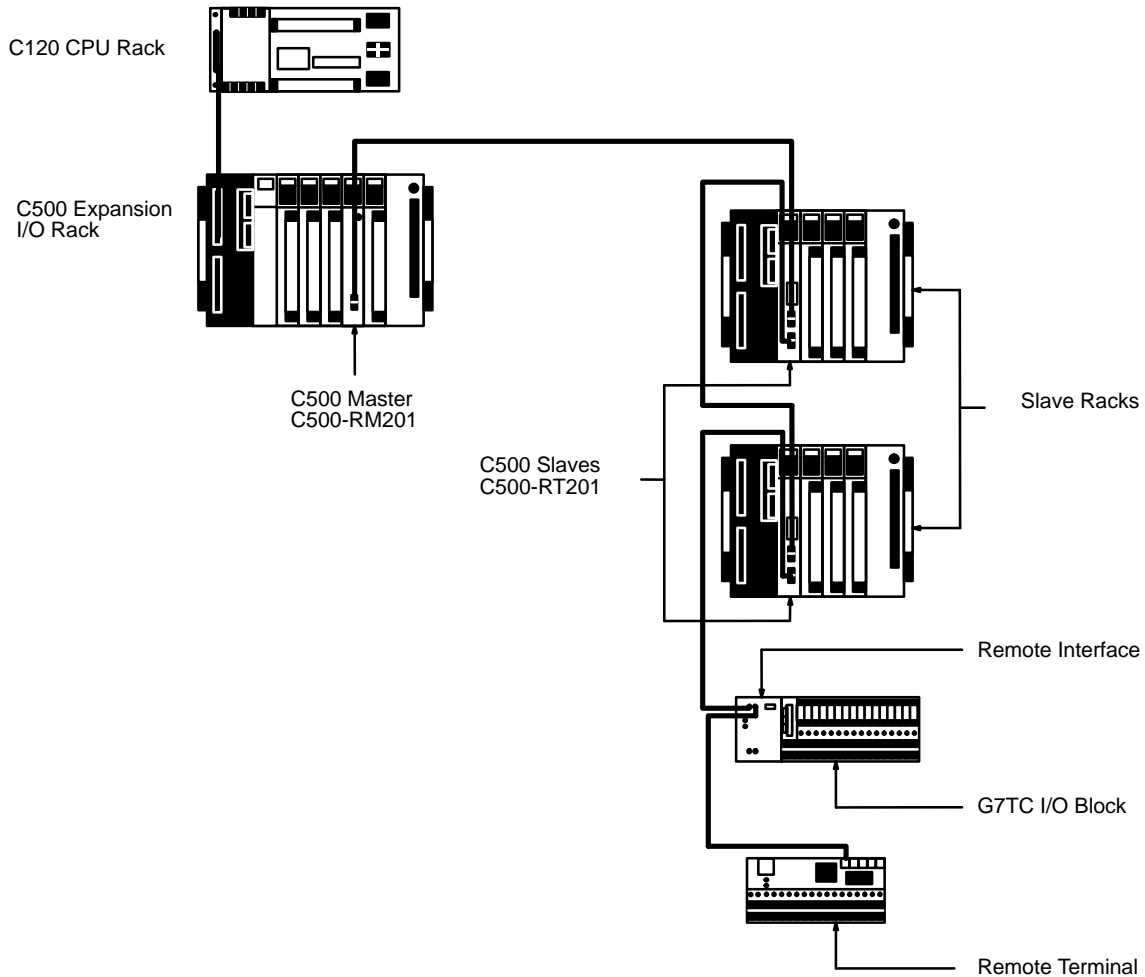 C120 CPU Rack
C500 Expansion
I/O Rack
C500 Master
C500-RM201
Slave Racks
C500 Slaves
C500-RT201
Remote Interface
G7TC I/O Block
Remote Terminal